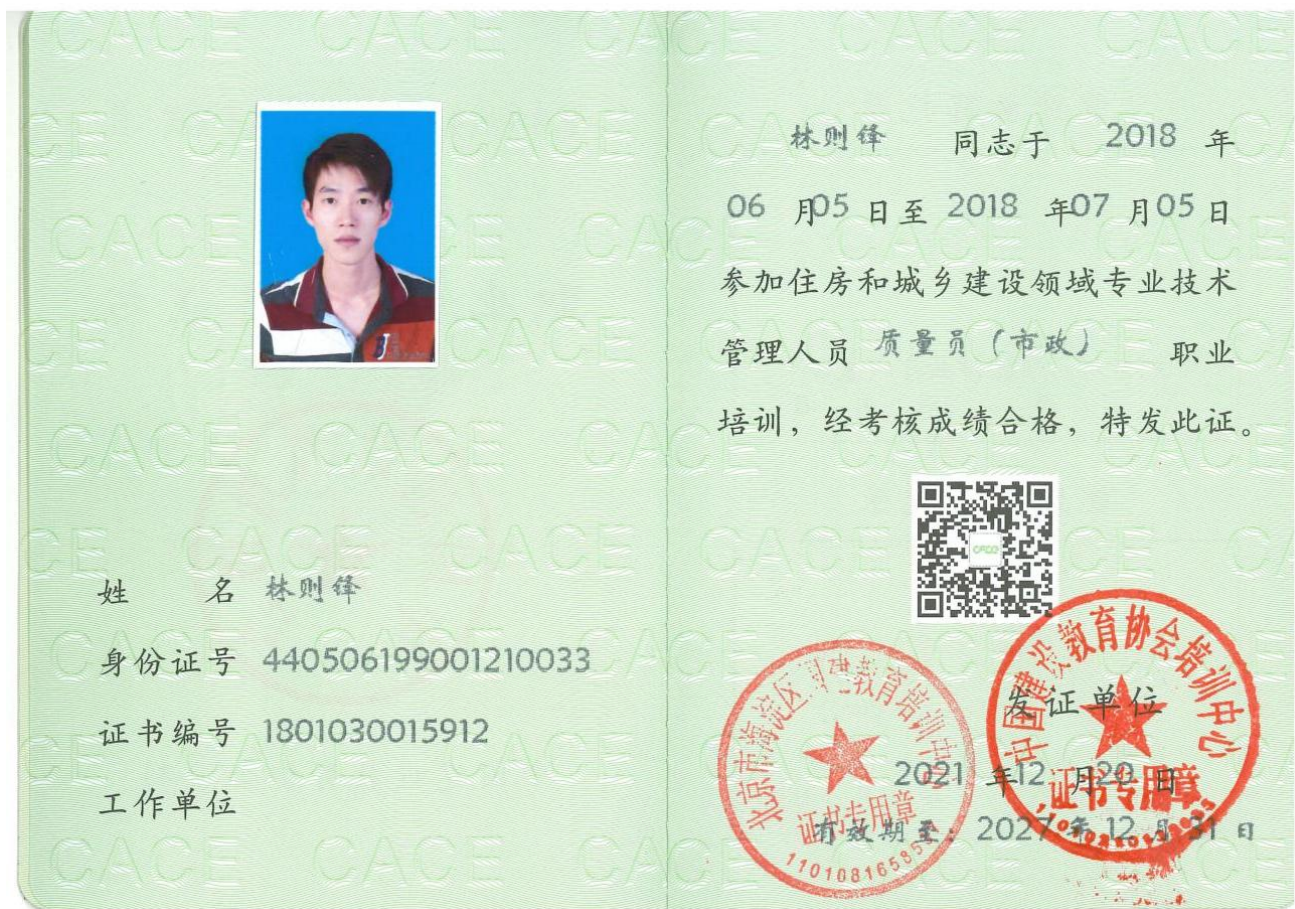 林则锋 同志于 2018 年
06 月05 日至 2018 年07 月05 日
参加住房和城乡建设领域专业技术
管理人员 质量员（市政） 职业
培训，经考核成绩合格，特发此证。
姓 名 林则锋
身份证号 440506199001210033
证书编号 1801030015912
工作单位
中国建设教育协会培训中心
证书专用章
北京市海淀区
建教育培训中心
证书专用章
发证单位
2021 年12 月20 日
有效期至：2027 年 12 月 31 日
CACE